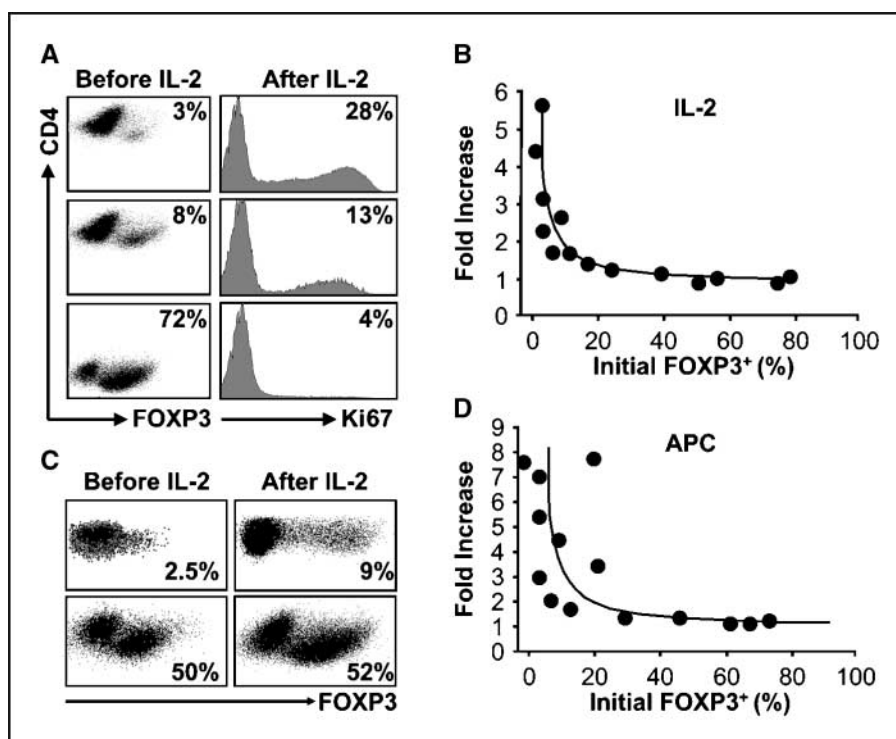 A
Before IL-2 After IL-2
CD4
3% 28%
8% 13%
72% 4%
FOXP3 Ki67
B
IL-2
Fold Increase
6
5
4
3
2
1
0
0 20 40 60 80 100
Initial FOXP3+ (%)
C
Before IL-2 After IL-2
2.5% 9%
50% 52%
FOXP3
D
APC
Fold Increase
9
8
7
6
5
4
3
2
1
0
0 20 40 60 80 100
Initial FOXP3+ (%)